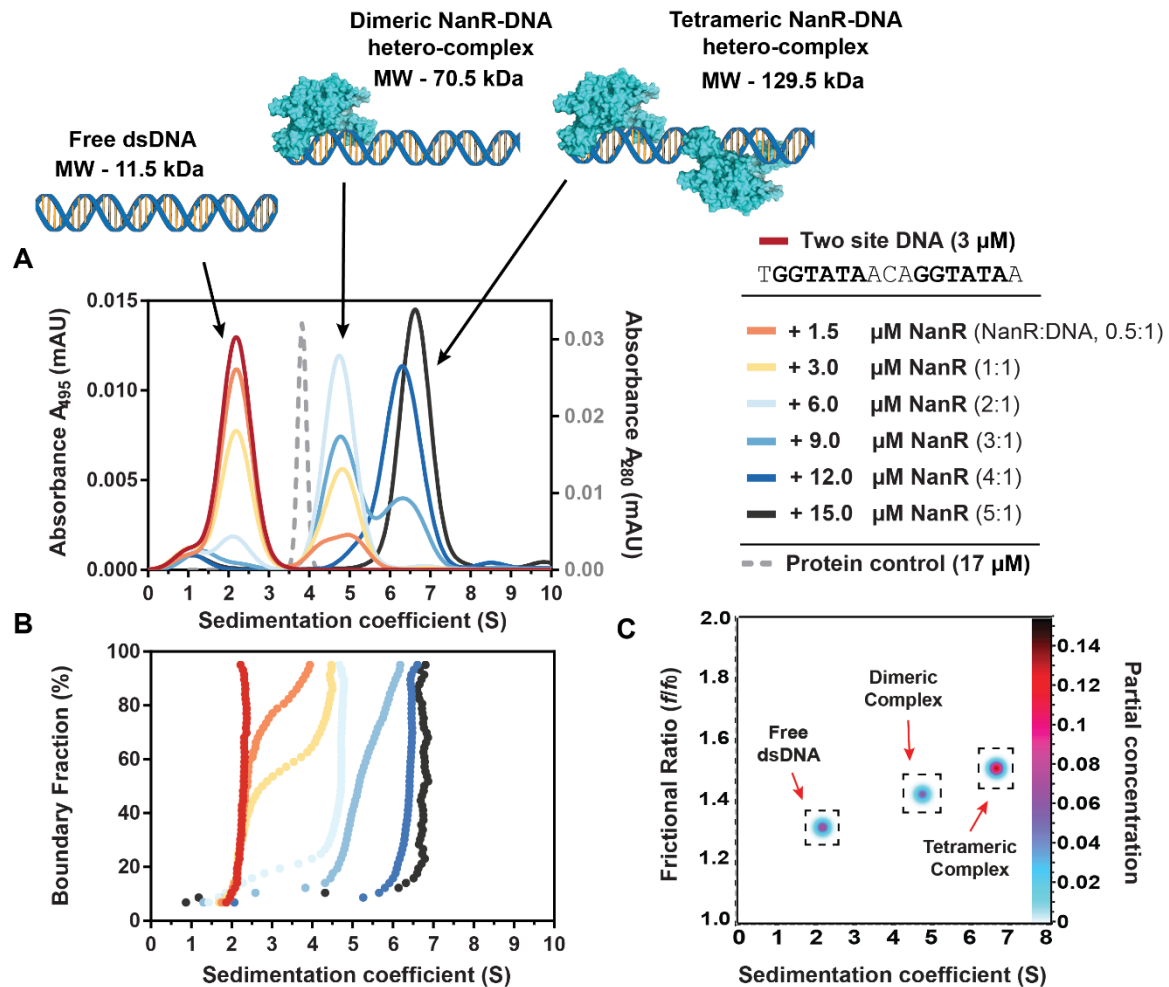 Dimeric NanR-DNA
hetero-complex
MW - 70.5 kDa
Tetrameric NanR-DNA
hetero-complex
MW - 129.5 kDa
Free dsDNA
MW - 11.5 kDa
A
Absorbance A495 (mAU)
0.015
0.010
0.005
0.000
0 1 2 3 4 5 6 7 8 9 10
Sedimentation coefficient (S)
0.03
0.02
0.01
0.00
Absorbance A280 (mAU)
Two site DNA (3 µM)
TGGTATAACAGGTATAA
+ 1.5 µM NanR (NanR:DNA, 0.5:1)
+ 3.0 µM NanR (1:1)
+ 6.0 µM NanR (2:1)
+ 9.0 µM NanR (3:1)
+ 12.0 µM NanR (4:1)
+ 15.0 µM NanR (5:1)
Protein control (17 µM)
B
Boundary Fraction (%)
100
80
60
40
20
0
0 1 2 3 4 5 6 7 8 9 10
Sedimentation coefficient (S)
C
Frictional Ratio (f/f0)
2.0
1.8
1.6
1.4
1.2
1.0
Free
dsDNA
Dimeric
Complex
Tetrameric
Complex
0 1 2 3 4 5 6 7 8
Sedimentation coefficient (S)
0.14
0.12
0.1
0.08
0.06
0.04
0.02
0
Partial concentration